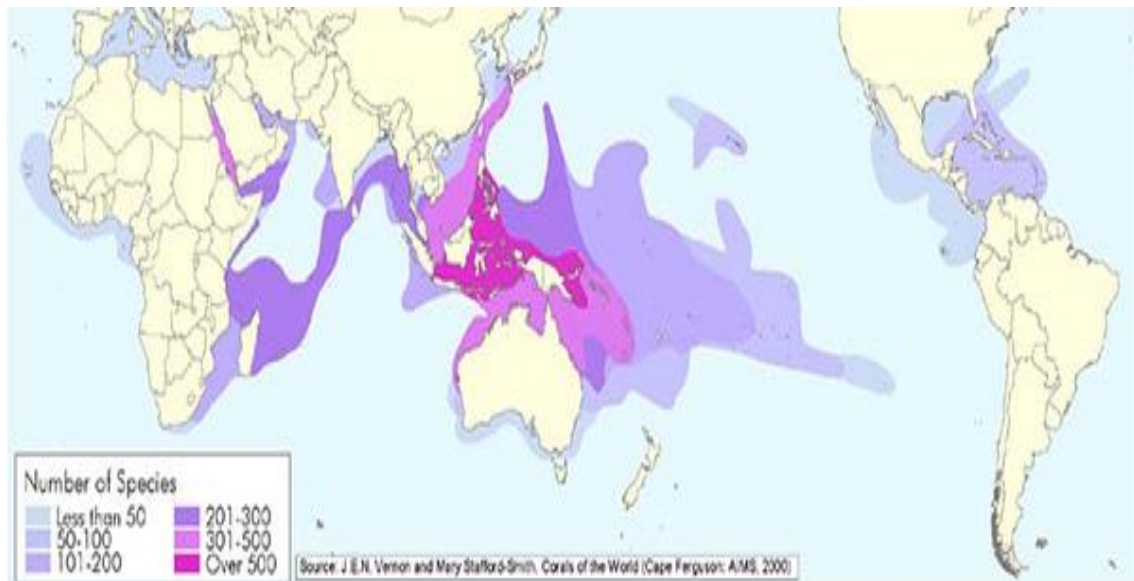 Number of Species
Less than 50
50-100
101-200
201-300
301-500
Over 500
Source: J.E.N. Vernon and Mary Stafford-Smith, Corals of the World (Cape Ferguson: AIMS, 2000)